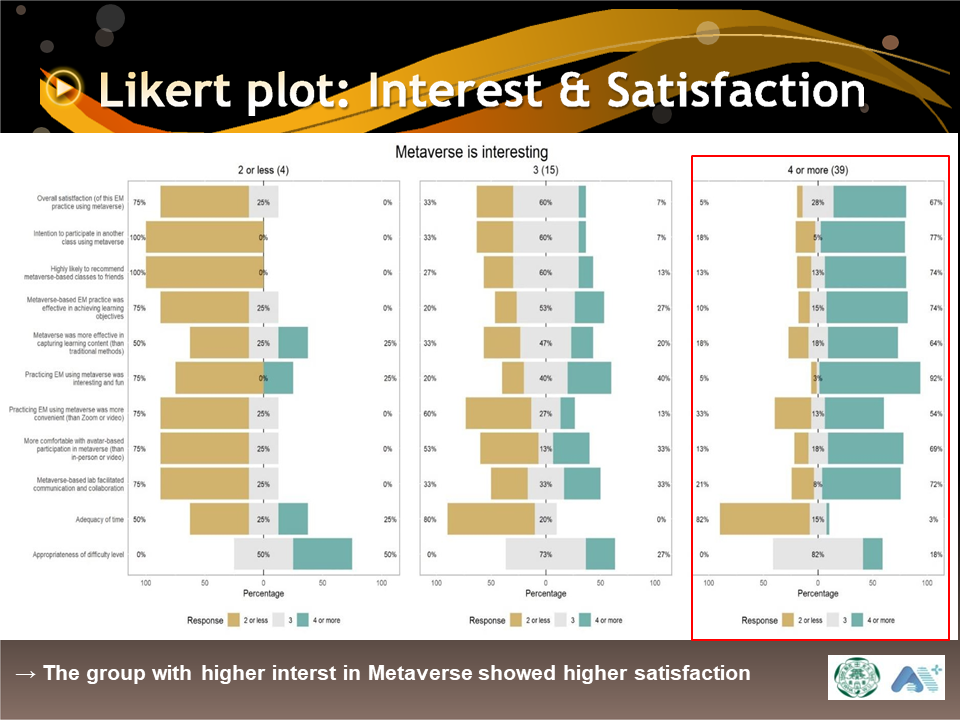 Likert plot: Interest & Satisfaction
Metaverse is interesting
2 or less (4)
3 (15)
4 or more (39)
Overall satistfaction (of this EM
practice using metaverse)
75% 25% 0%
33% 60% 7%
5% 28% 67%
Intention to participate in another
class using metaverse
100% 0% 0%
33% 60% 7%
18% 5% 77%
Highly likely to recommend
metaverse-based classes to friends
100% 0% 0%
27% 60% 13%
13% 13% 74%
Metaverse-based EM practice was
effective in achieving learning
objectives
75% 25% 0%
20% 53% 27%
10% 15% 74%
Metaverse was more effective in
capturing learning content (than
traditional methods)
50% 25% 25%
33% 47% 20%
18% 18% 64%
Practicing EM using metaverse was
interesting and fun
75% 0% 25%
20% 40% 40%
5% 3% 92%
Practicing EM using metaverse was more
convenient (than Zoom or video)
75% 25% 0%
60% 27% 13%
33% 13% 54%
More comfortable with avatar-based
participation in metaverse (than
in-person or video)
75% 25% 0%
53% 13% 33%
13% 18% 69%
Metaverse-based lab facilitated
communication and collaboration
75% 25% 0%
33% 33% 33%
21% 8% 72%
Adequacy of time
50% 25% 25%
80% 20% 0%
82% 15% 3%
Appropriateness of difficulty level
0% 50% 50%
0% 73% 27%
0% 82% 18%
100 50 0 50 100
100 50 0 50 100
100 50 0 50 100
Percentage
Percentage
Percentage
Response 2 or less 3 4 or more
Response 2 or less 3 4 or more
Response 2 or less 3 4 or more
→ The group with higher interst in Metaverse showed higher satisfaction